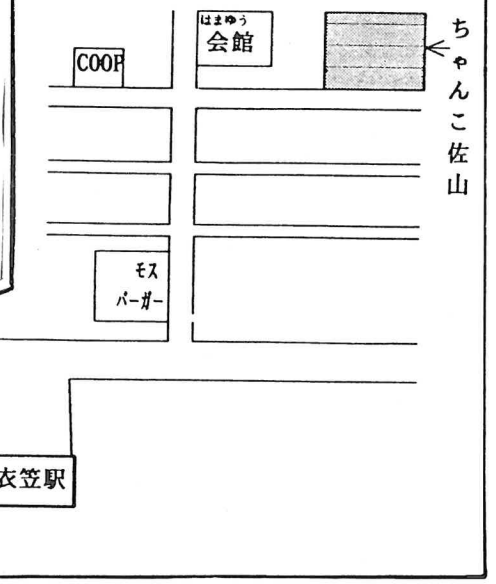 はまゆう
会館
COOP
ちゃんこ佐山
モス
バーガー
衣笠駅